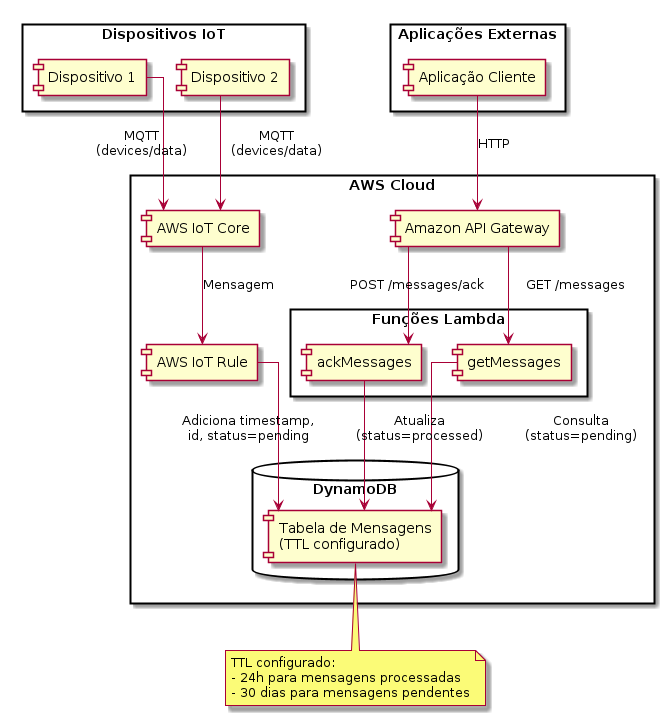 Dispositivos IoT
Aplicações Externas
Dispositivo 1
Dispositivo 2
Aplicação Cliente
MQTT
(devices/data)
MQTT
(devices/data)
HTTP
AWS Cloud
AWS IoT Core
Amazon API Gateway
Mensagem
POST /messages/ack
GET /messages
Funções Lambda
AWS IoT Rule
ackMessages
getMessages
Adiciona timestamp,
id, status=pending
Atualiza
(status=processed)
Consulta
(status=pending)
DynamoDB
Tabela de Mensagens
(TTL configurado)
TTL configurado:
- 24h para mensagens processadas
- 30 dias para mensagens pendentes